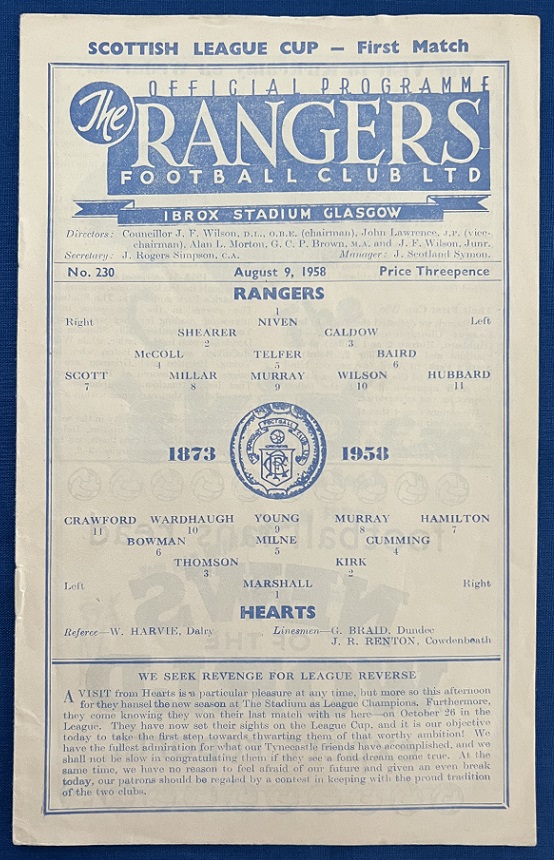 SCOTTISH LEAGUE CUP – First Match
OFFICIAL PROGRAMME
The RANGERS
FOOTBALL CLUB LTD
IBROX STADIUM GLASGOW
Directors: Councillor J. F. Wilson, D.L., O.B.E. (chairman), John Lawrence, J.P. (vice-
chairman), Alan L. Morton, G. C. P. Brown, M.A. and J. F. Wilson, Junr.
Secretary: J. Rogers Simpson, C.A. Manager: J. Scotland Symon.
No. 230 August 9, 1958 Price Threepence
RANGERS
1
Right NIVEN Left
SHEARER CALDOW
2 3
McCOLL TELFER BAIRD
4 5 6
SCOTT MILLAR MURRAY WILSON HUBBARD
7 8 9 10 11
FOOTBALL
1873 1958
CRAWFORD WARDHAUGH YOUNG MURRAY HAMILTON
11 10 9 8 7
BOWMAN MILNE CUMMING
6 5 4
THOMSON KIRK
3 2
Left MARSHALL Right
1
HEARTS
Referee—W. HARVIE, Dalry Linesmen—G. BRAID, Dundee
J. R. RENTON, Cowdenbeath
WE SEEK REVENGE FOR LEAGUE REVERSE
A VISIT from Hearts is a particular pleasure at any time, but more so this afternoon
for they hansel the new season at The Stadium as League Champions. Furthermore,
they come knowing they won their last match with us here—on October 26 in the
League. They have now set their sights on the League Cup, and it is our objective
today to take the first step towards thwarting them of that worthy ambition! We
have the fullest admiration for what our Tynecastle friends have accomplished, and we
shall not be slow in congratulating them if they see a fond dream come true. At the
same time, we have no reason to feel afraid of our future and given an even break
today, our patrons should be regaled by a contest in keeping with the proud tradition
of the two clubs.